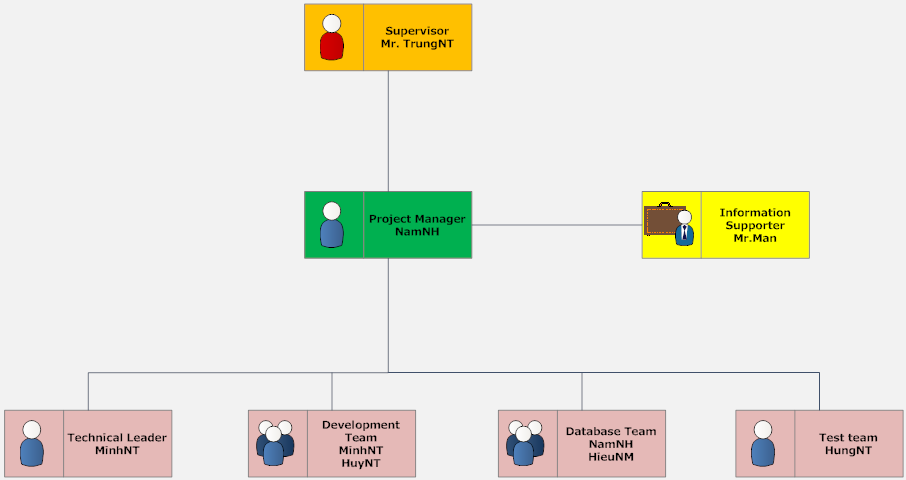 Supervisor
Mr. TrungNT
Project Manager
NamNH
Information
Supporter
Mr.Man
Technical Leader
MinhNT
Development
Team
MinhNT
HuyNT
Database Team
NamNH
HieuNM
Test team
HungNT